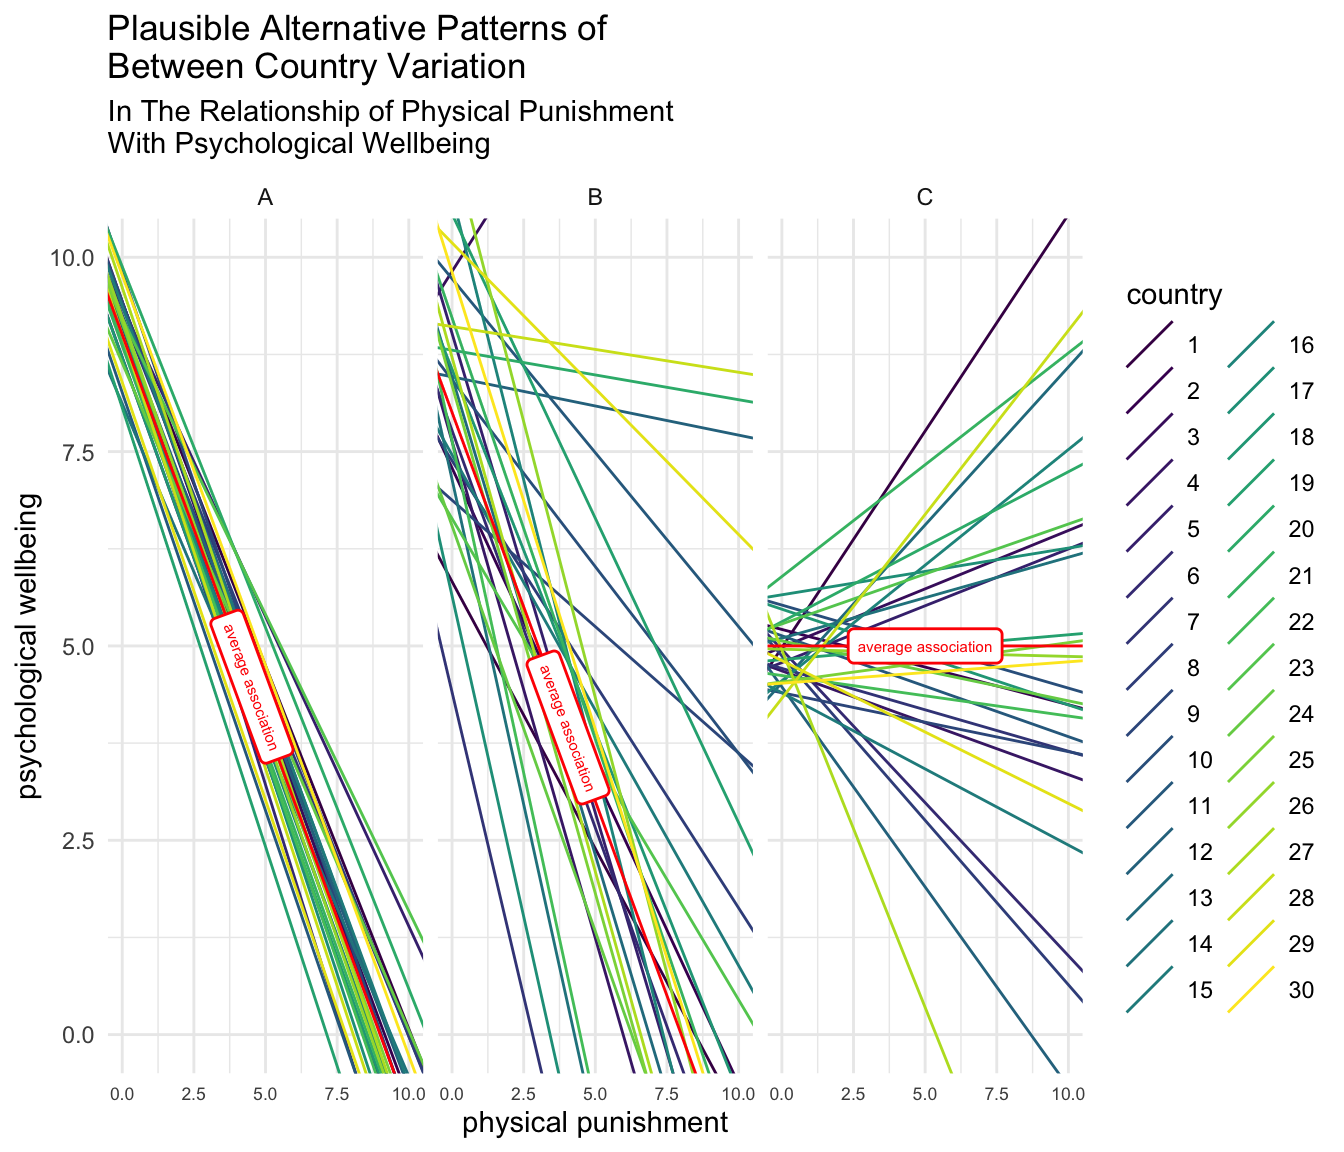 Plausible Alternative Patterns of
Between Country Variation
In The Relationship of Physical Punishment
With Psychological Wellbeing
A
B
C
psychological wellbeing
10.0
7.5
5.0
2.5
0.0
average association
average association
average association
0.0 2.5 5.0 7.5 10.0
0.0 2.5 5.0 7.5 10.0
0.0 2.5 5.0 7.5 10.0
physical punishment
country
1
2
3
4
5
6
7
8
9
10
11
12
13
14
15
16
17
18
19
20
21
22
23
24
25
26
27
28
29
30